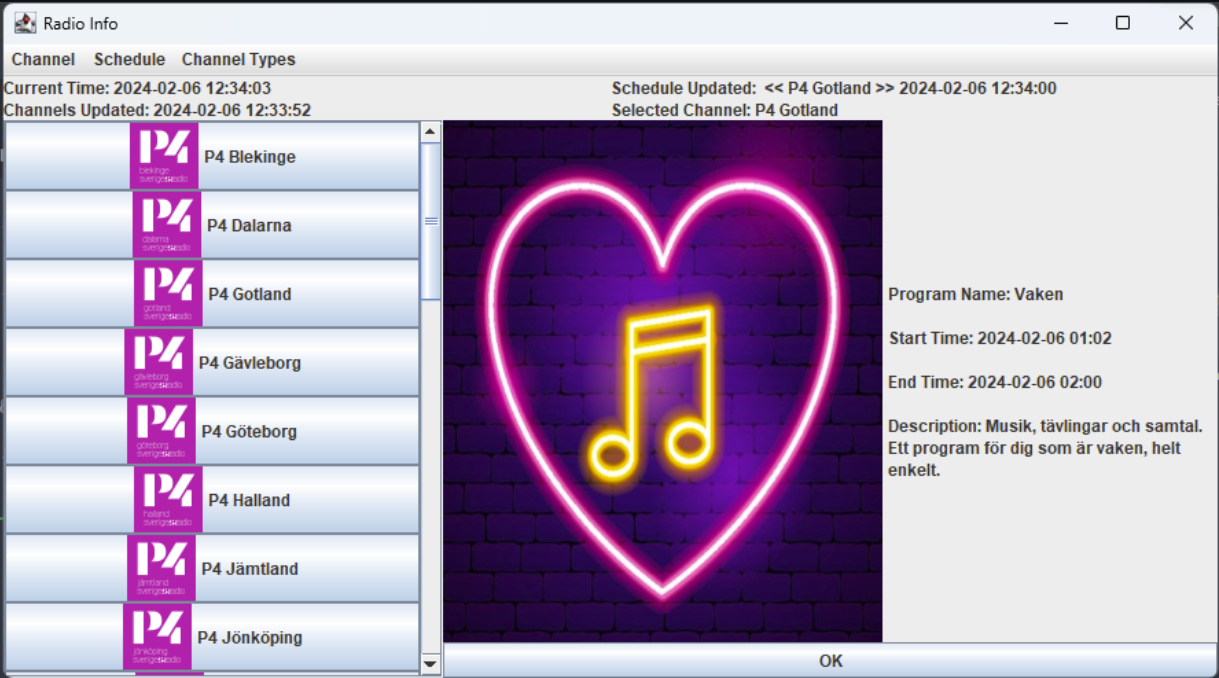 Radio Info
Channel Schedule Channel Types
Current Time: 2024-02-06 12:34:03
Schedule Updated: << P4 Gotland >> 2024-02-06 12:34:00
Channels Updated: 2024-02-06 12:33:52
Selected Channel: P4 Gotland
P4
blekinge
sverigesradio
P4 Blekinge
P4
dalarna
sverigesradio
P4 Dalarna
P4
gotland
sverigesradio
P4 Gotland
P4
gävleborg
sverigesradio
P4 Gävleborg
P4
göteborg
sverigesradio
P4 Göteborg
P4
halland
sverigesradio
P4 Halland
P4
jämtland
sverigesradio
P4 Jämtland
P4
jönköping
sverigesradio
P4 Jönköping
Program Name: Vaken
Start Time: 2024-02-06 01:02
End Time: 2024-02-06 02:00
Description: Musik, tävlingar och samtal.
Ett program för dig som är vaken, helt
enkelt.
OK